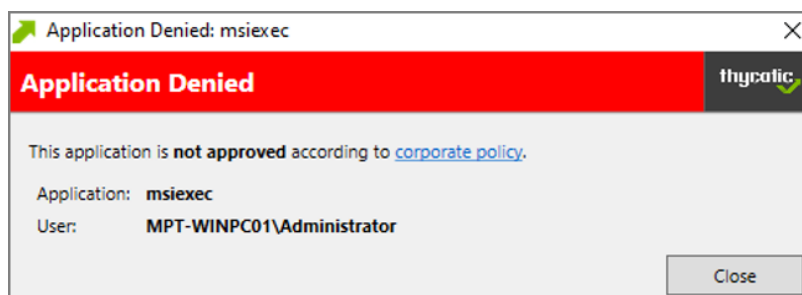 Application Denied: msiexec
Application Denied
thycotic
This application is not approved according to corporate policy.
Application: msiexec
User: MPT-WINPC01\Administrator
Close